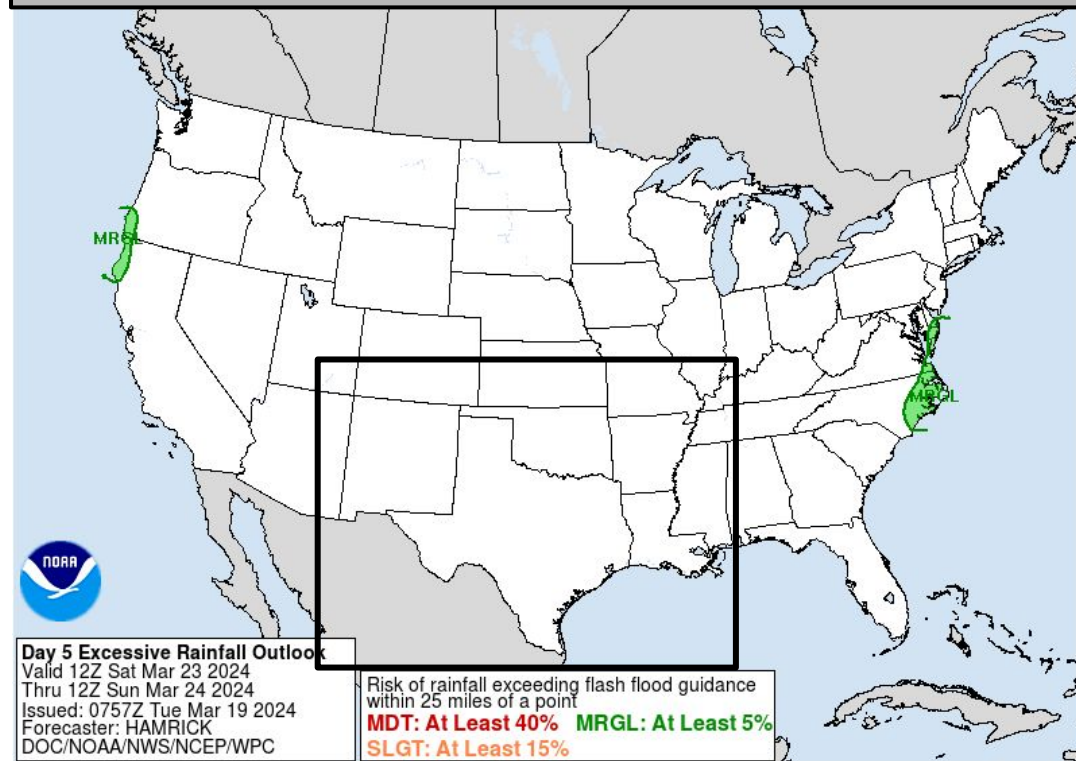 MRGL
MRGL
NOAA
Day 5 Excessive Rainfall Outlook
Valid 12Z Sat Mar 23 2024
Thru 12Z Sun Mar 24 2024
Issued: 0757Z Tue Mar 19 2024
Forecaster: HAMRICK
DOC/NOAA/NWS/NCEP/WPC
Risk of rainfall exceeding flash flood guidance
within 25 miles of a point
MDT: At Least 40% MRGL: At Least 5%
SLGT: At Least 15%